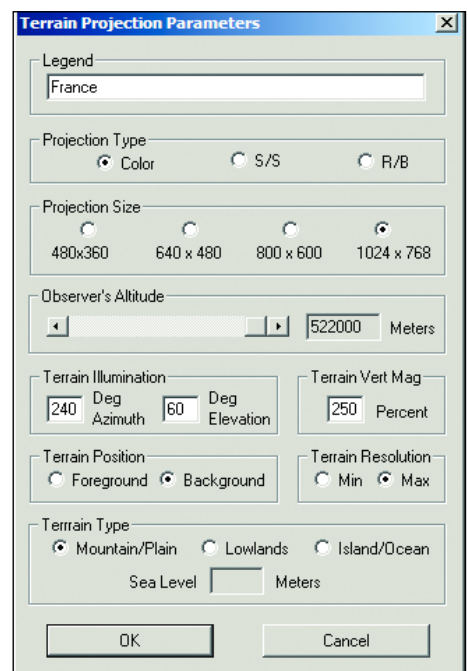 Terrain Projection Parameters
Legend
France
Projection Type
Color S/S R/B
Projection Size
480x360 640 x 480 800 x 600 1024 x 768
Observer's Altitude
522000 Meters
Terrain Illumination
240 Deg Azimuth 60 Deg Elevation
Terrain Vert Mag
250 Percent
Terrain Position
Foreground Background
Terrain Resolution
Min Max
Terrrain Type
Mountain/Plain Lowlands Island/Ocean
Sea Level Meters
OK Cancel